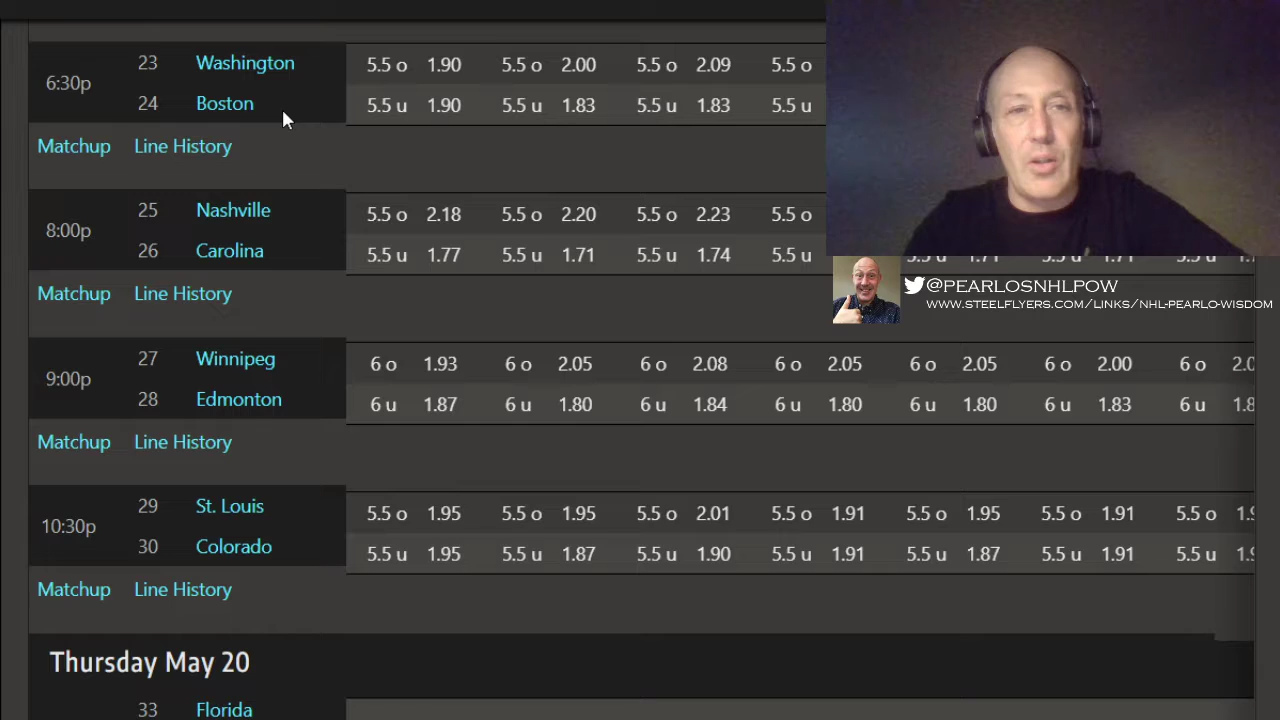 6:30p 23 Washington 5.5 o 1.90 5.5 o 2.00 5.5 o 2.09 5.5 o
24 Boston 5.5 u 1.90 5.5 u 1.83 5.5 u 1.83 5.5 u
Matchup Line History
8:00p 25 Nashville 5.5 o 2.18 5.5 o 2.20 5.5 o 2.23 5.5 o
26 Carolina 5.5 u 1.77 5.5 u 1.71 5.5 u 1.74 5.5 u
@PEARLOSNHLPOW
WWW.STEELFLYERS.COM/LINKS/NHL-PEARLO-WISDOM
Matchup Line History
9:00p 27 Winnipeg 6 o 1.93 6 o 2.05 6 o 2.08 6 o 2.05 6 o 2.05 6 o 2.00 6 o
28 Edmonton 6 u 1.87 6 u 1.80 6 u 1.84 6 u 1.80 6 u 1.80 6 u 1.83 6 u
Matchup Line History
10:30p 29 St. Louis 5.5 o 1.95 5.5 o 1.95 5.5 o 2.01 5.5 o 1.91 5.5 o 1.95 5.5 o 1.91 5.5 o
30 Colorado 5.5 u 1.95 5.5 u 1.87 5.5 u 1.90 5.5 u 1.91 5.5 u 1.87 5.5 u 1.91 5.5 u
Matchup Line History
Thursday May 20
33 Florida